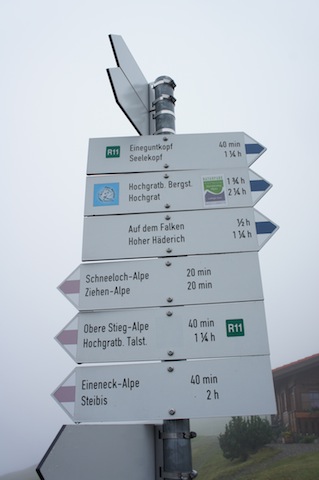 R11 Eineguntkopf 40 min
Seelekopf 1 ¼ h
Hochgratb. Bergst. 1 ¾ h
Hochgrat 2 ¼ h
Auf dem Falken ½ h
Hoher Häderich 1 ¼ h
Schneeloch-Alpe 20 min
Ziehen-Alpe 20 min
Obere Stieg-Alpe 40 min R11
Hochgratb. Talst. 1 ¼ h
Eineneck-Alpe 40 min
Steibis 2 h